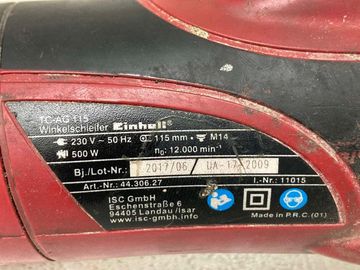 TC-AG 115
Winkelschleifer Einhell
230 V ~ 50 Hz 115 mm M14
500 W n₀: 12.000 min⁻¹
Bj./Lot-Nr.: 2017/06 UA-17-2009
Art.-Nr.: 44.306.27 I.-Nr.: 11015
ISC GmbH
Eschenstraße 6
94405 Landau/Isar
www.isc-gmbh.info
Made in P.R.C. (01)